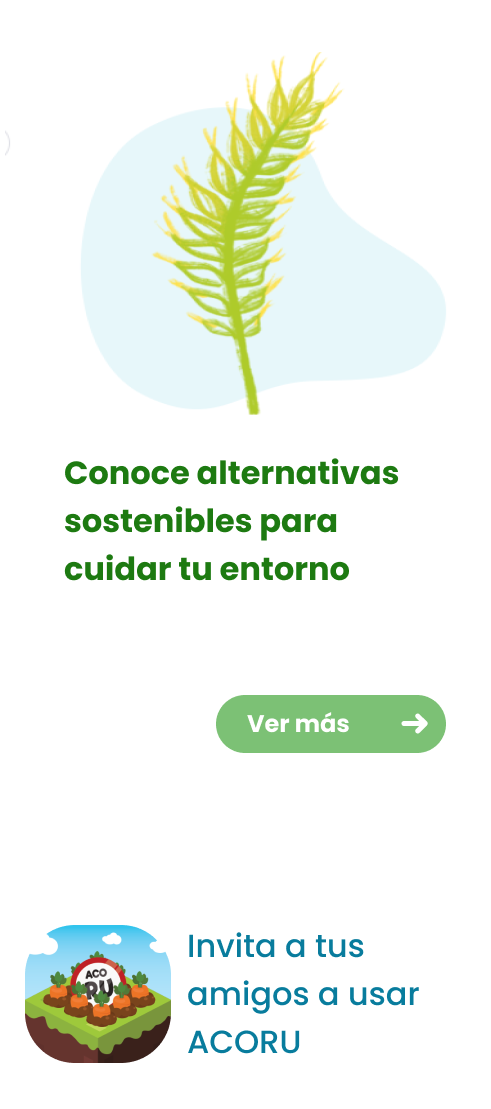 Conoce alternativas
sostenibles para
cuidar tu entorno
Ver más
ACO
RU
Invita a tus
amigos a usar
ACORU